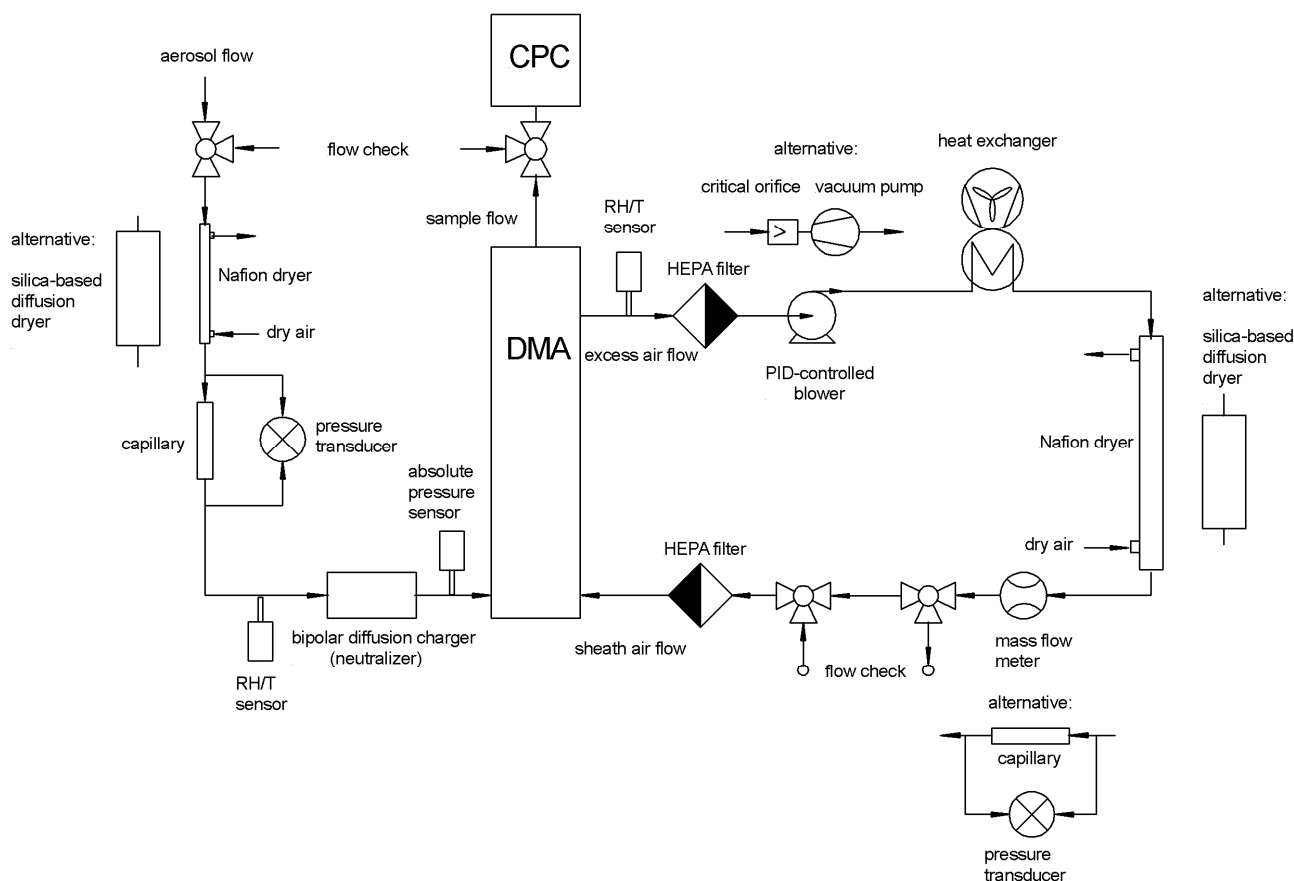 CPC
aerosol flow
flow check
alternative:
heat exchanger
critical orifice
vacuum pump
sample flow
RH/T
sensor
alternative:
silica-based
diffusion
dryer
Nafion dryer
HEPA filter
dry air
DMA
excess air flow
PID-controlled
blower
alternative:
silica-based
diffusion
dryer
Nafion dryer
capillary
pressure
transducer
absolute
pressure
sensor
HEPA filter
dry air
bipolar diffusion charger
(neutralizer)
sheath air flow
flow check
mass flow
meter
RH/T
sensor
alternative:
capillary
pressure
transducer